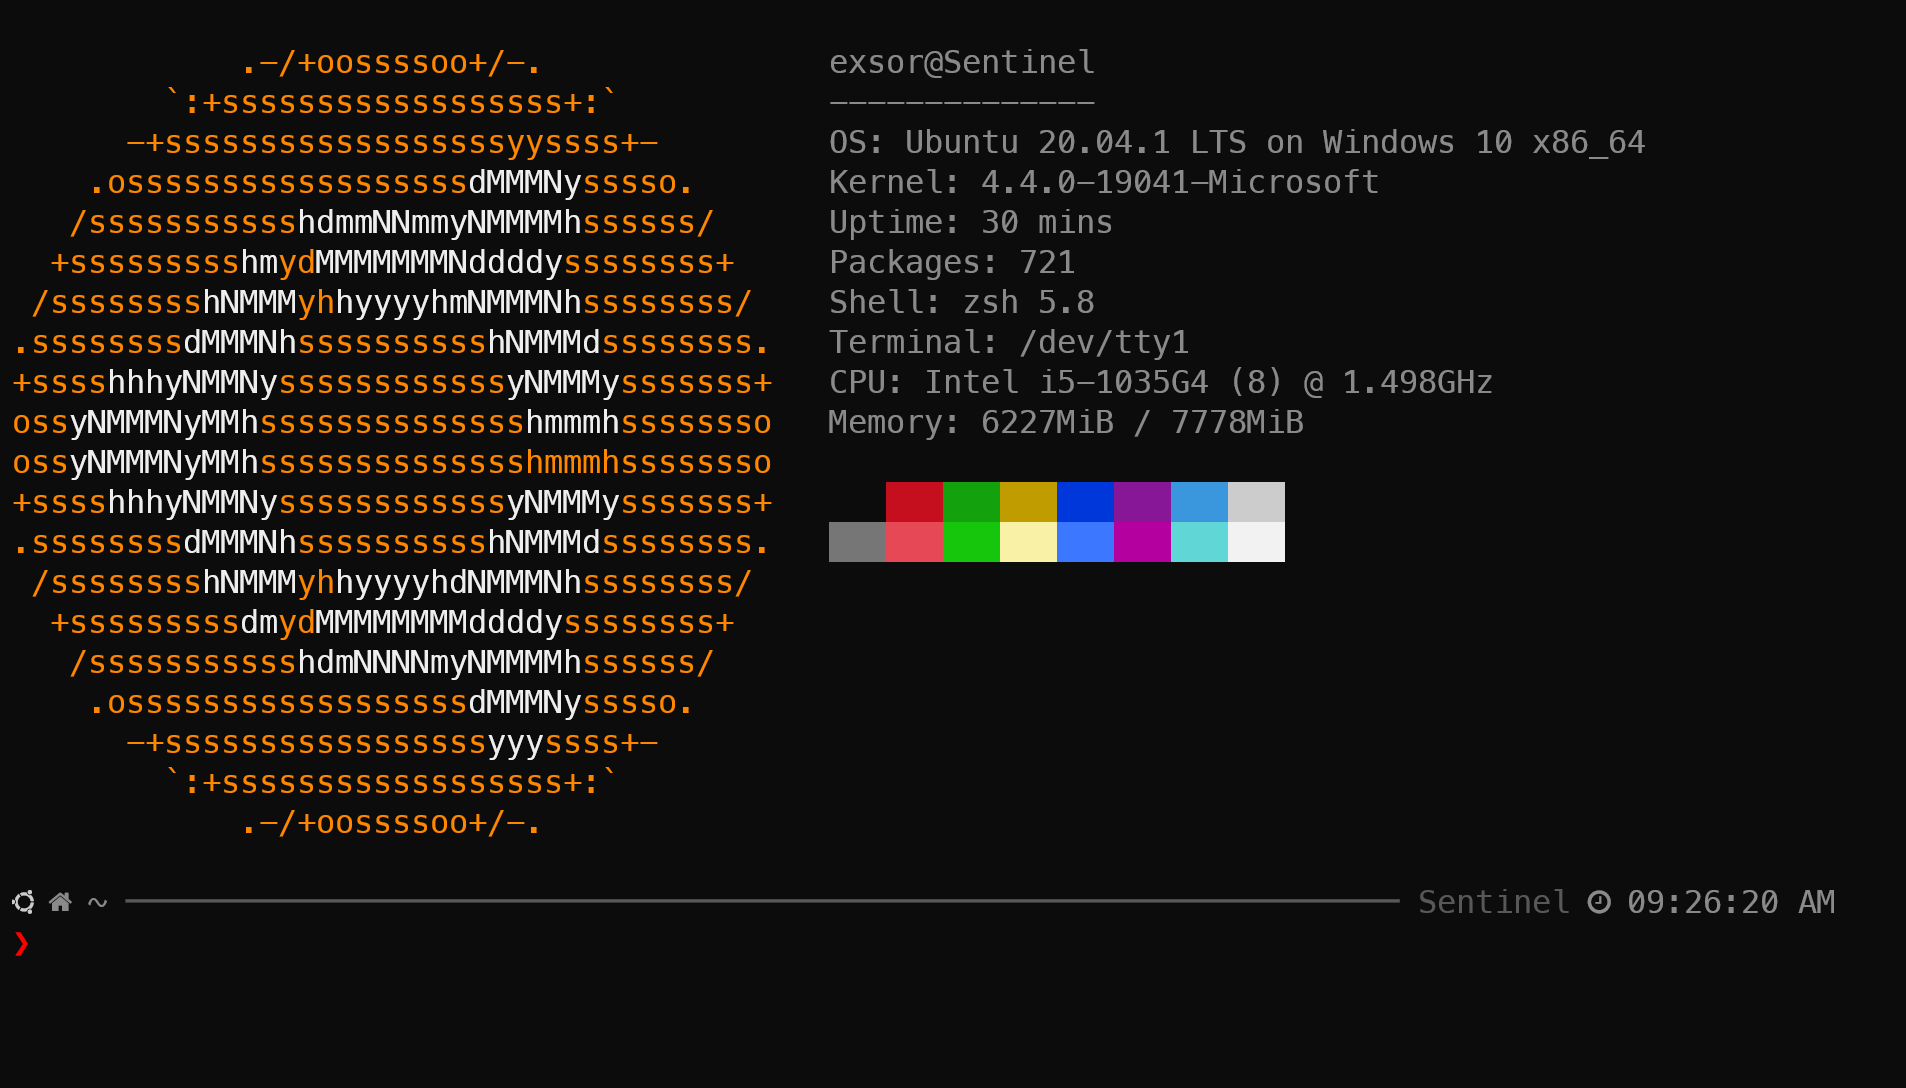 .-/+oossssoo+/-.
`:+ssssssssssssssssss+:`
-+ssssssssssssssssssyyssss+-
.ossssssssssssssssssdMMMNysssso.
/ssssssssssshdmmNNmmyNMMMMhssssss/
+ssssssssshmydMMMMMMMNddddyssssssss+
/sssssssshNMMMyhhyyyyhmNMMMNhssssssss/
.ssssssssdMMMNhsssssssssshNMMMdssssssss.
+sssshhhyNMMNyssssssssssssyNMMMysssssss+
ossyNMMMNyMMhsssssssssssssshmmmhssssssso
ossyNMMMNyMMhsssssssssssssshmmmhssssssso
+sssshhhyNMMNyssssssssssssyNMMMysssssss+
.ssssssssdMMMNhsssssssssshNMMMdssssssss.
/sssssssshNMMMyhhyyyyhdNMMMNhssssssss/
+sssssssssdmydMMMMMMMMddddyssssssss+
/ssssssssssshdmNNNNmyNMMMMhssssss/
.ossssssssssssssssssdMMMNysssso.
-+sssssssssssssssssyyyssss+-
`:+ssssssssssssssssss+:`
.-/+oossssoo+/-.
exsor@Sentinel
--------------
OS: Ubuntu 20.04.1 LTS on Windows 10 x86_64
Kernel: 4.4.0-19041-Microsoft
Uptime: 30 mins
Packages: 721
Shell: zsh 5.8
Terminal: /dev/tty1
CPU: Intel i5-1035G4 (8) @ 1.498GHz
Memory: 6227MiB / 7778MiB
~ Sentinel 09:26:20 AM
❯